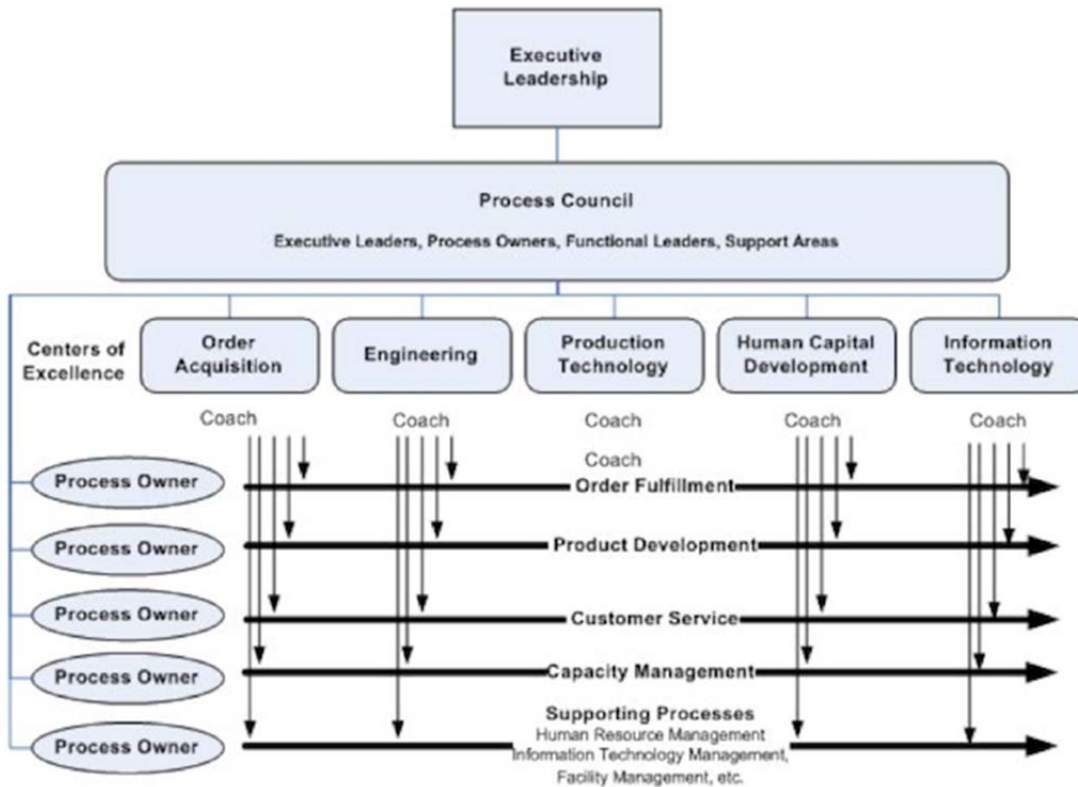 Executive
Leadership
Process Council
Executive Leaders, Process Owners, Functional Leaders, Support Areas
Centers of
Excellence
Order
Acquisition
Engineering
Production
Technology
Human Capital
Development
Information
Technology
Coach
Coach
Coach
Coach
Coach
Coach
Process Owner
Order Fulfillment
Process Owner
Product Development
Process Owner
Customer Service
Process Owner
Capacity Management
Process Owner
Supporting Processes
Human Resource Management
Information Technology Management,
Facility Management, etc.